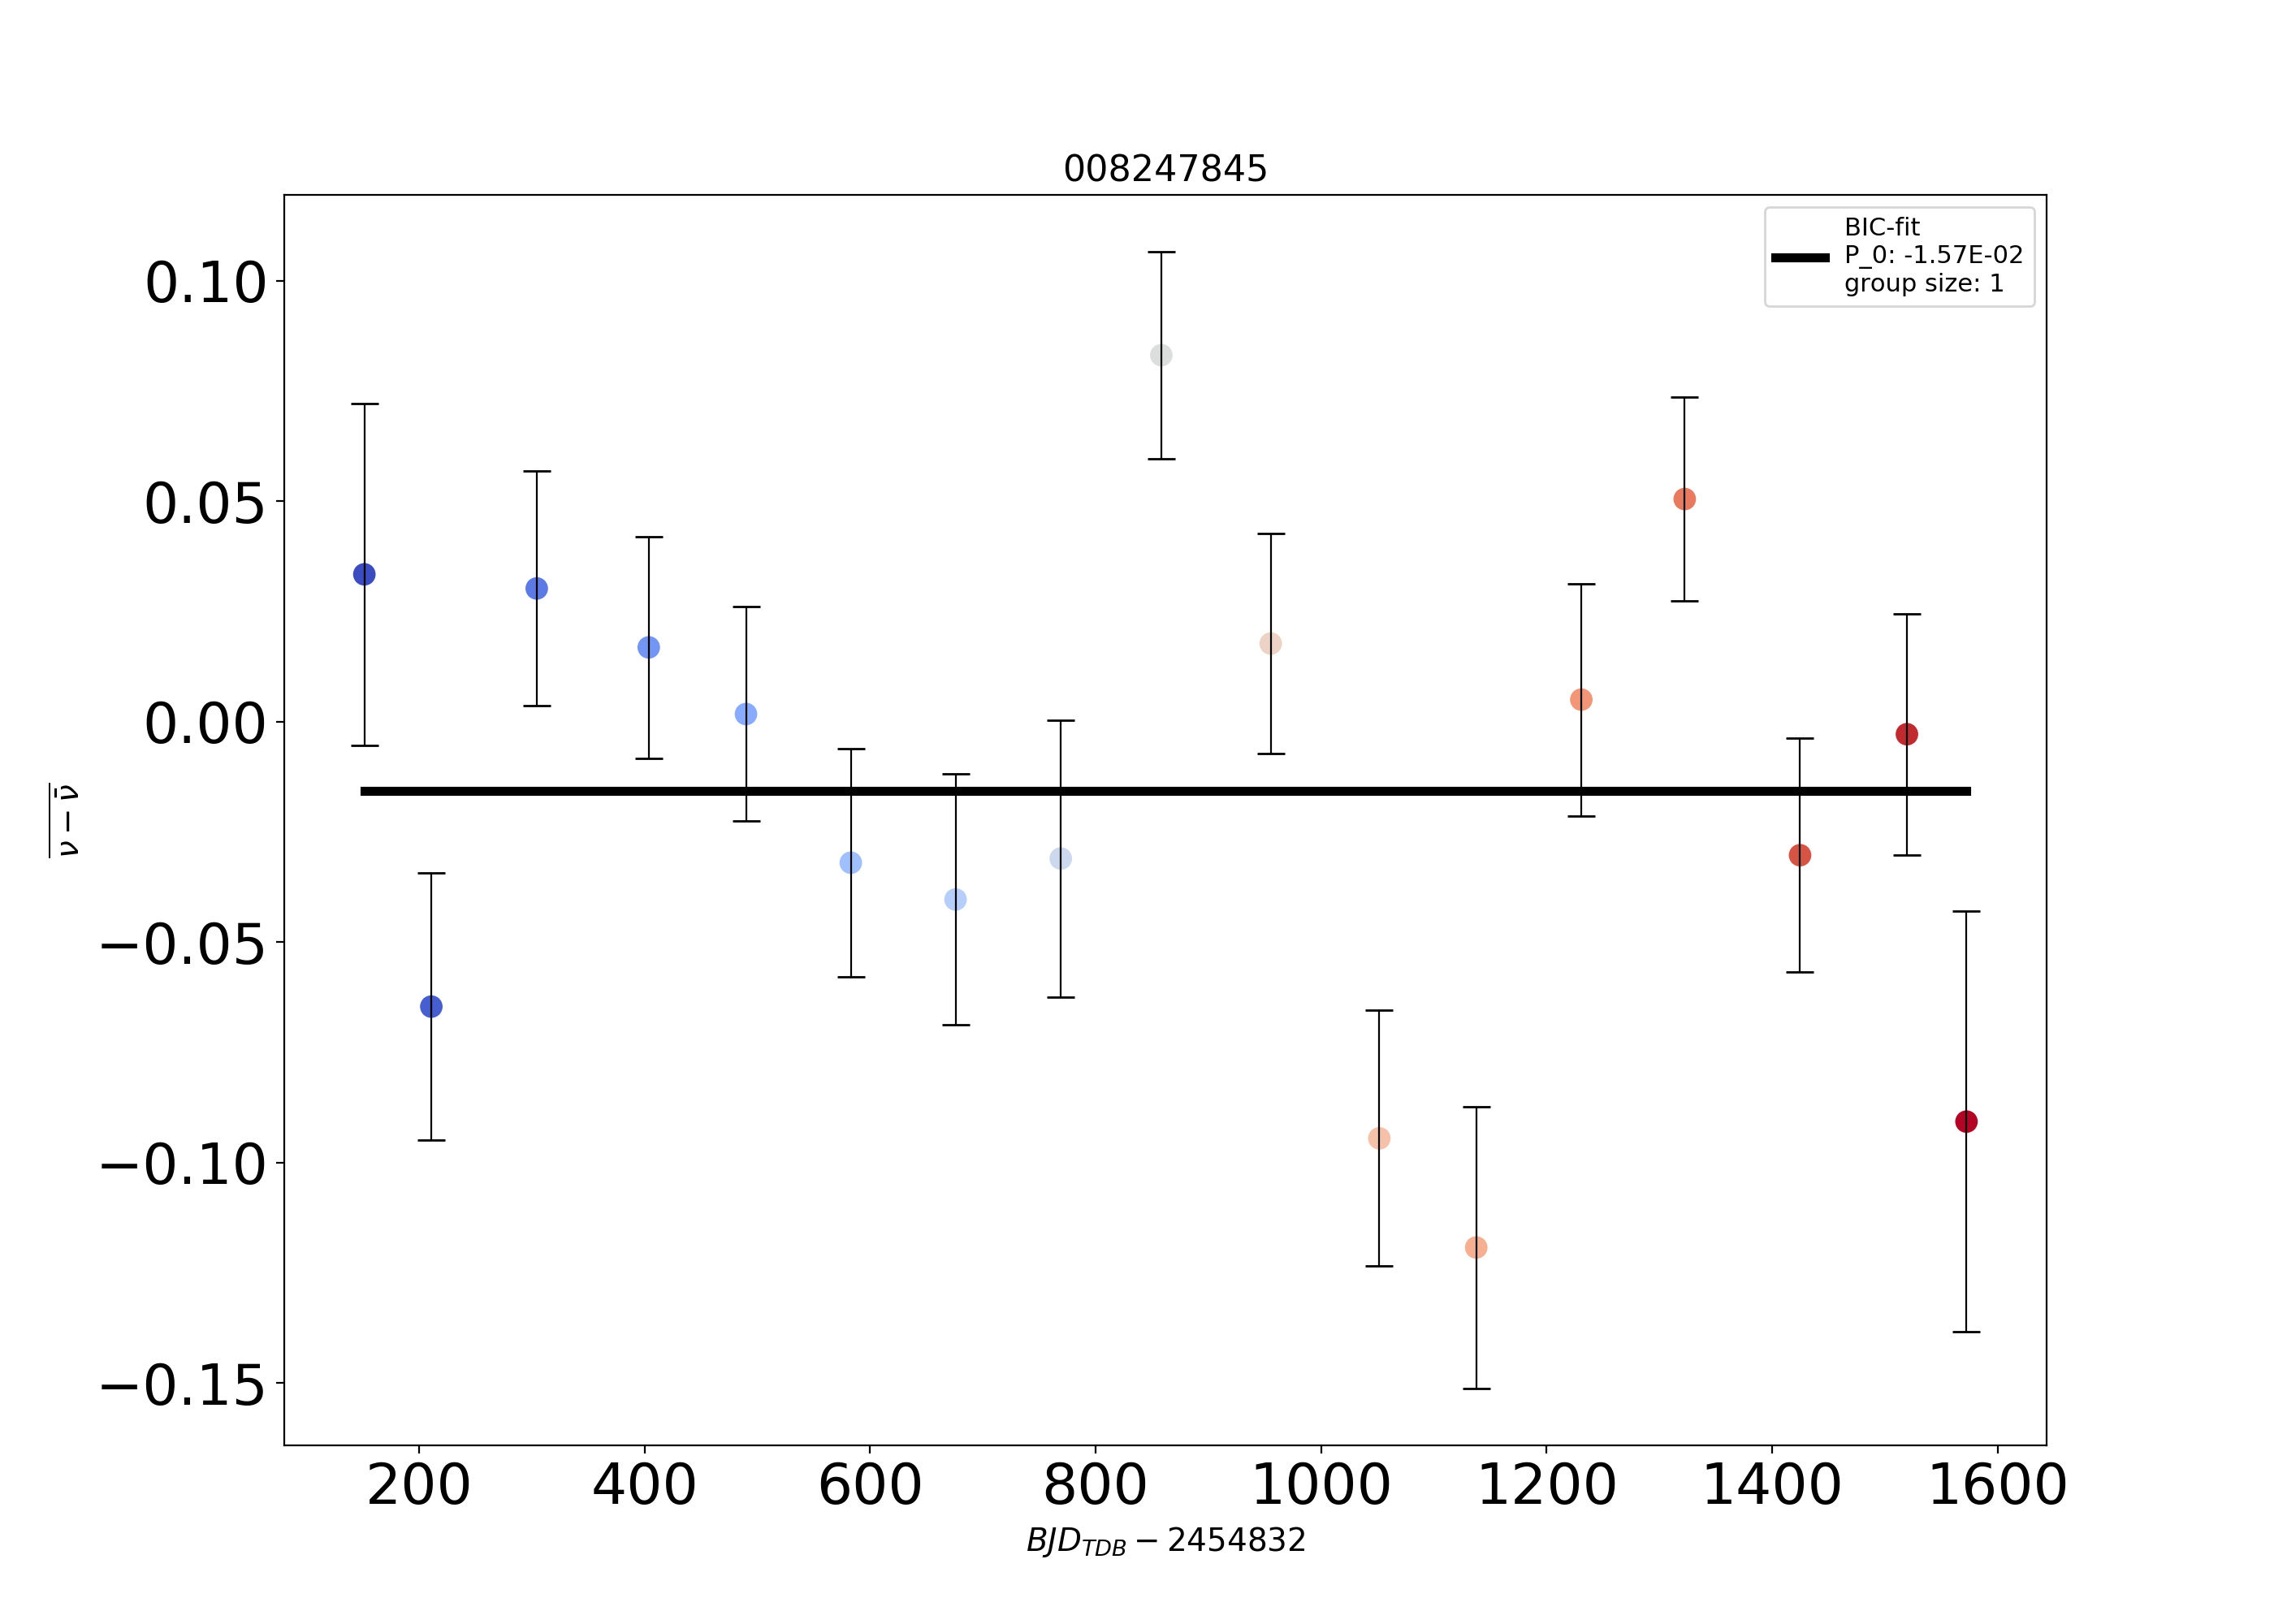 008247845
BIC-fit
P_0: -1.57E-02
group size: 1
0.10
0.05
0.00
−0.05
−0.10
−0.15
ν − ν̄
200 400 600 800 1000 1200 1400 1600
BJD_TDB − 2454832